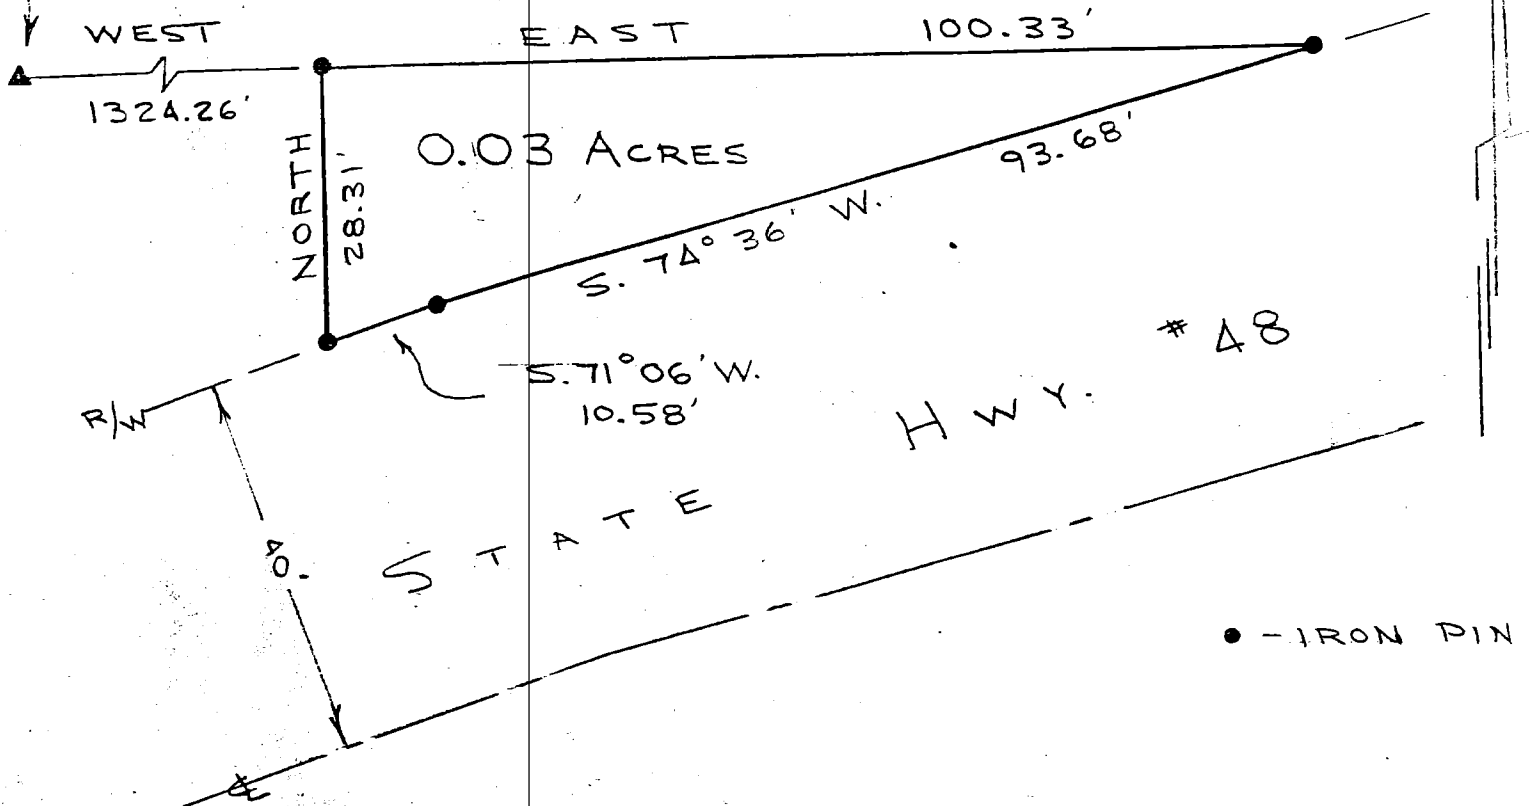 WEST
1324.26'
EAST 100.33'
NORTH
28.31'
0.03 ACRES
S. 74° 36' W. 93.68'
S. 71° 06' W.
10.58'
R/W
40.
STATE HWY. # 48
℄
● - IRON PIN